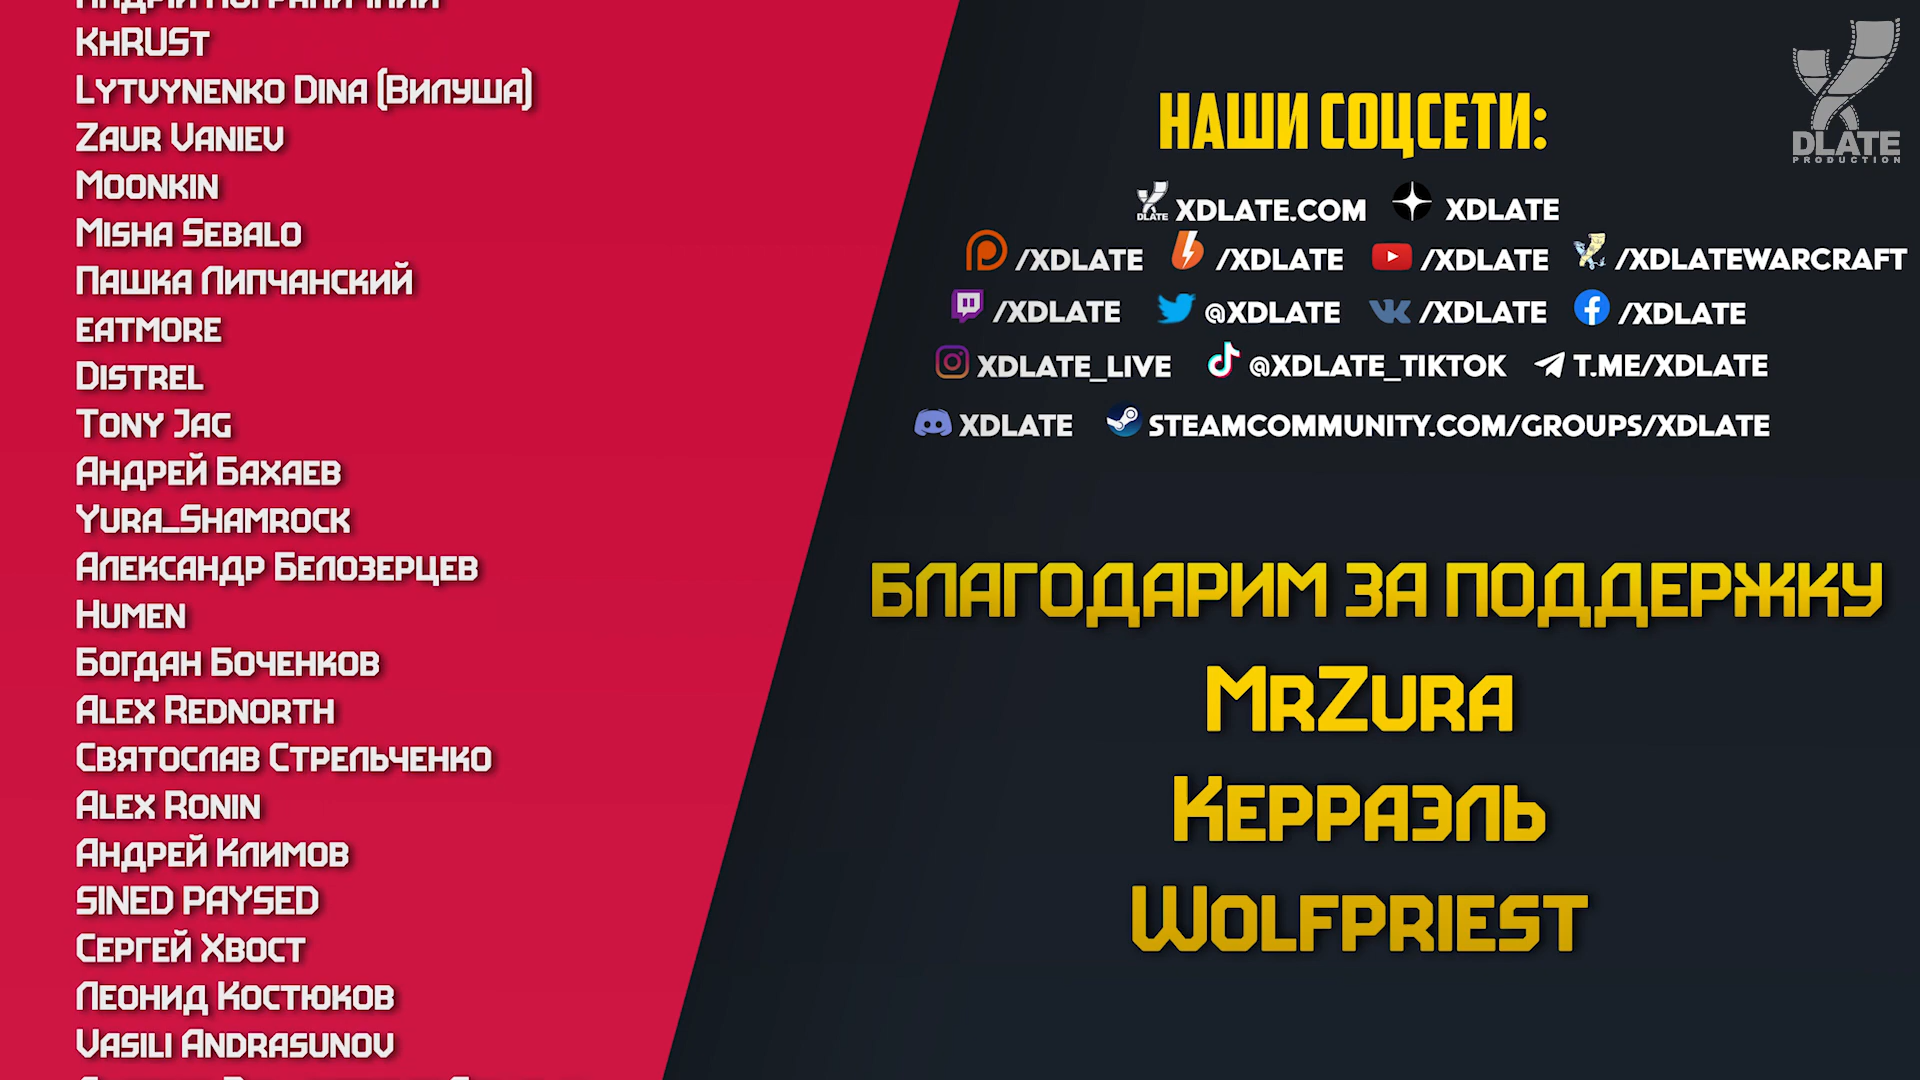 KhRUSt
Lytvynenko Dina (Вилуша)
Zaur Vaniev
Moonkin
Misha Sebalo
Пашка Липчанский
eatmore
Distrel
Tony Jag
Андрей Бахаев
Yura_Shamrock
Александр Белозерцев
Humen
Богдан Боченков
Alex Rednorth
Святослав Стрельченко
Alex Ronin
Андрей Климов
SINED PAYSED
Сергей Хвост
Леонид Костюков
Vasili Andrasunov
DLATE
PRODUCTION
НАШИ СОЦСЕТИ:
DLATE XDLATE.COM XDLATE
/XDLATE /XDLATE /XDLATE /XDLATEWARCRAFT
/XDLATE @XDLATE /XDLATE /XDLATE
XDLATE_LIVE @XDLATE_TIKTOK T.ME/XDLATE
XDLATE STEAMCOMMUNITY.COM/GROUPS/XDLATE
БЛАГОДАРИМ ЗА ПОДДЕРЖКУ
MrZura
Керраэль
Wolfpriest